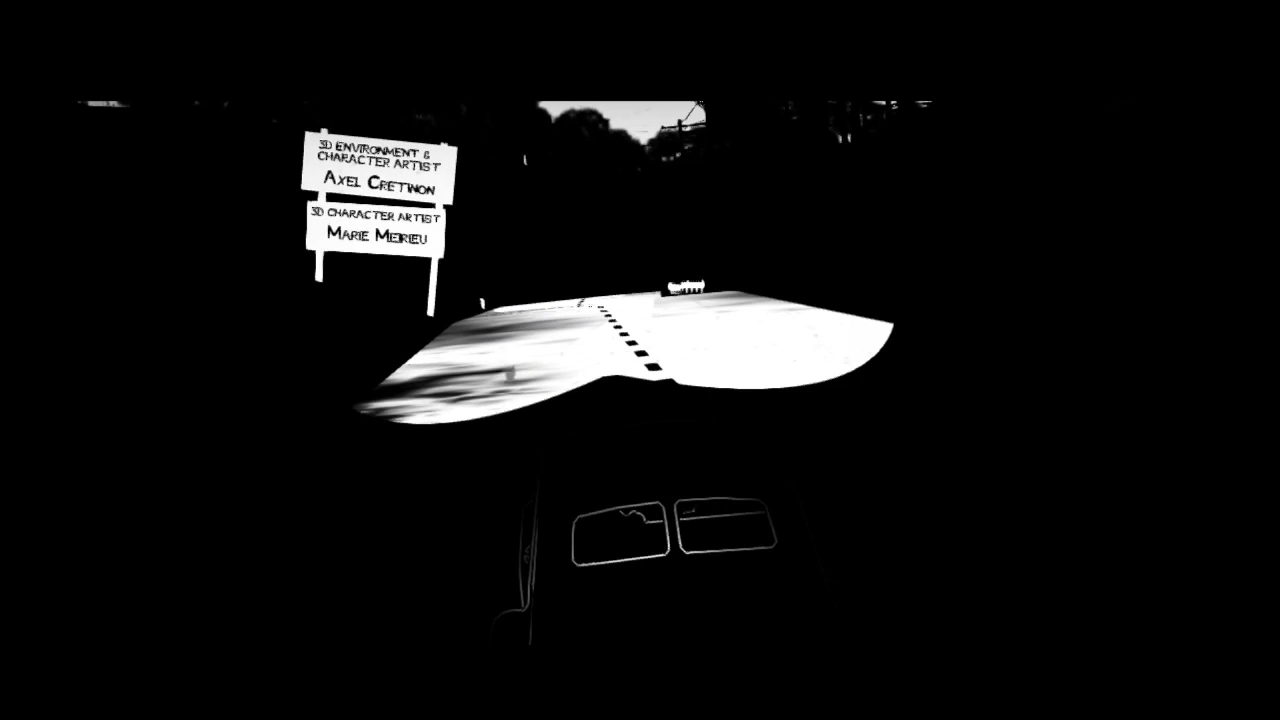 3D ENVIRONMENT &
CHARACTER ARTIST
AXEL CRETINON
3D CHARACTER ARTIST
MARIE MEIRIEU